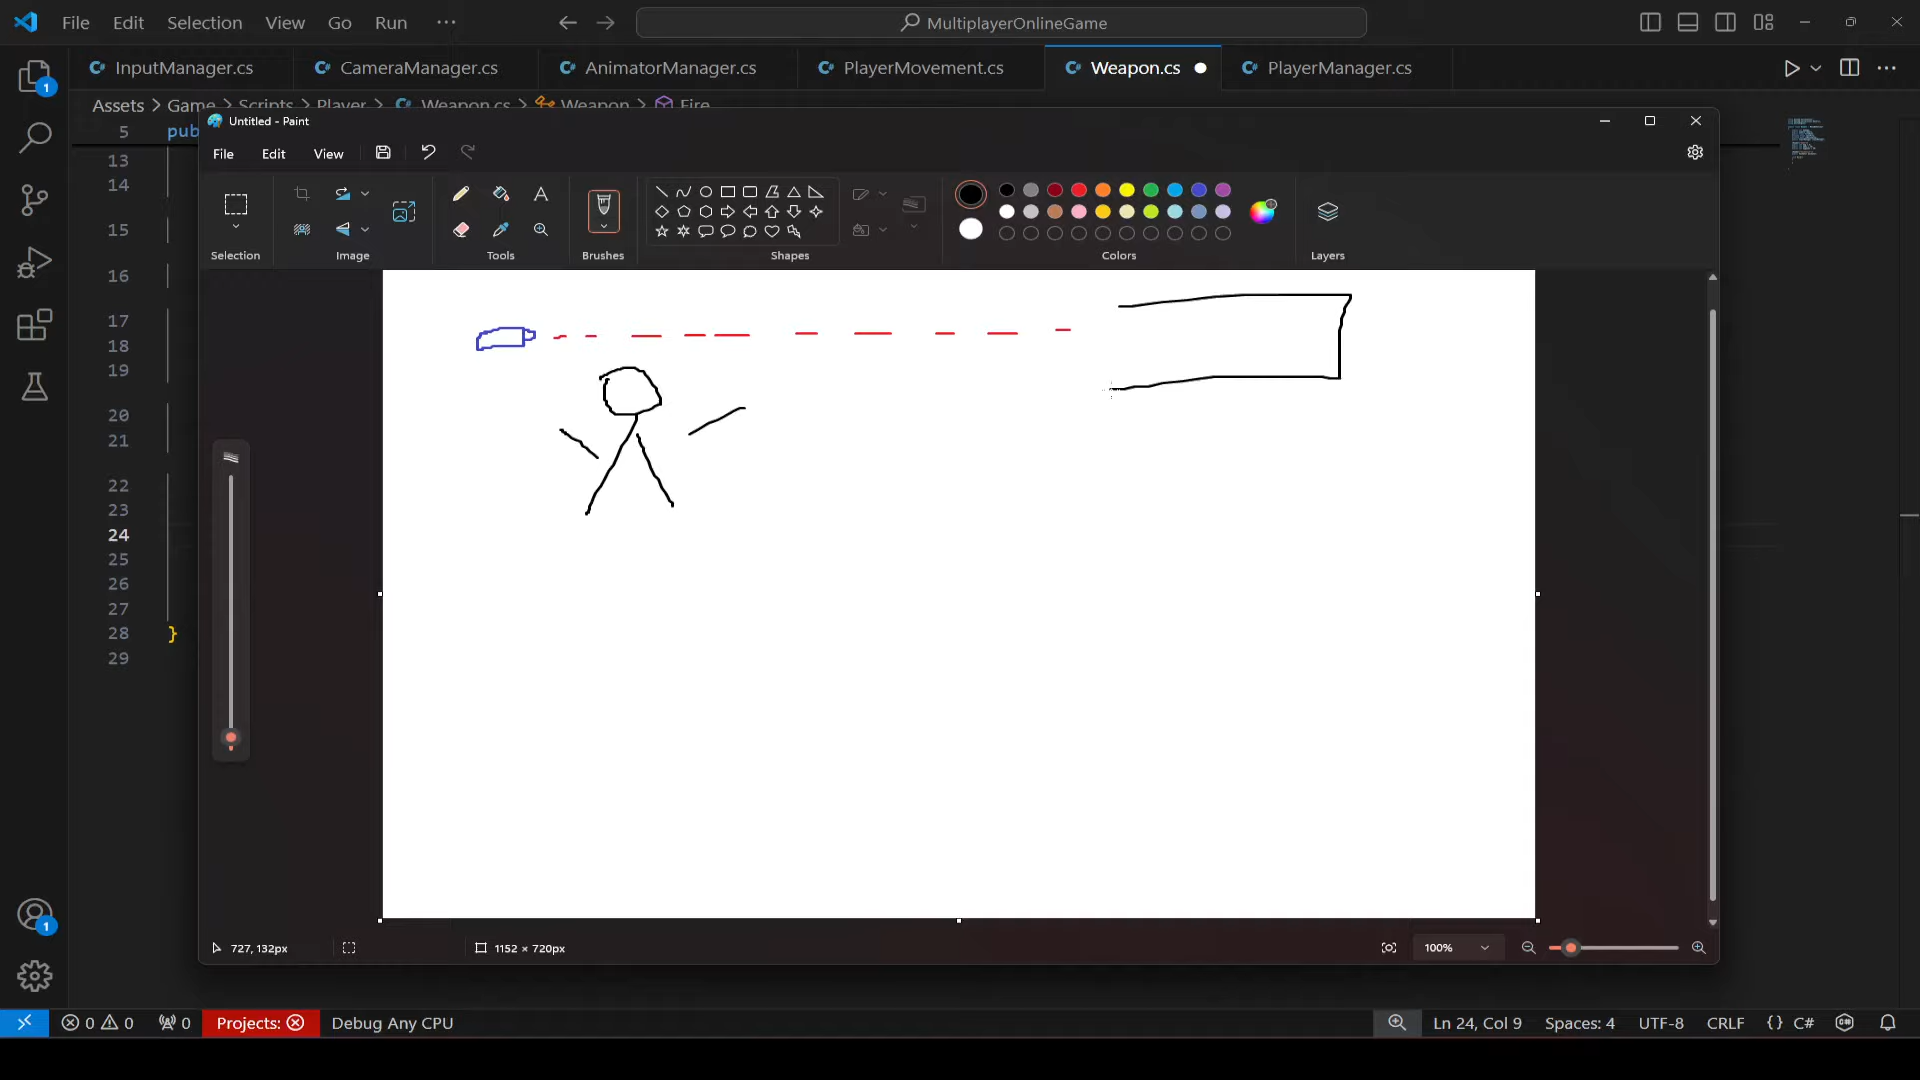 File Edit Selection View Go Run ···
MultiplayerOnlineGame
InputManager.cs CameraManager.cs AnimatorManager.cs PlayerMovement.cs Weapon.cs PlayerManager.cs
Assets > Game > Scripts > Player > Weapon.cs > Weapon > Fire
5 pub
Untitled - Paint
File Edit View
13
14
15
16
17
18
19
20
21
22
23
24
25
26
27
28 }
29
Selection Image Tools Brushes Shapes Colors Layers
727, 132px
1152 × 720px
100%
1
1
0 0 0 Projects: Debug Any CPU
Ln 24, Col 9 Spaces: 4 UTF-8 CRLF {} C#